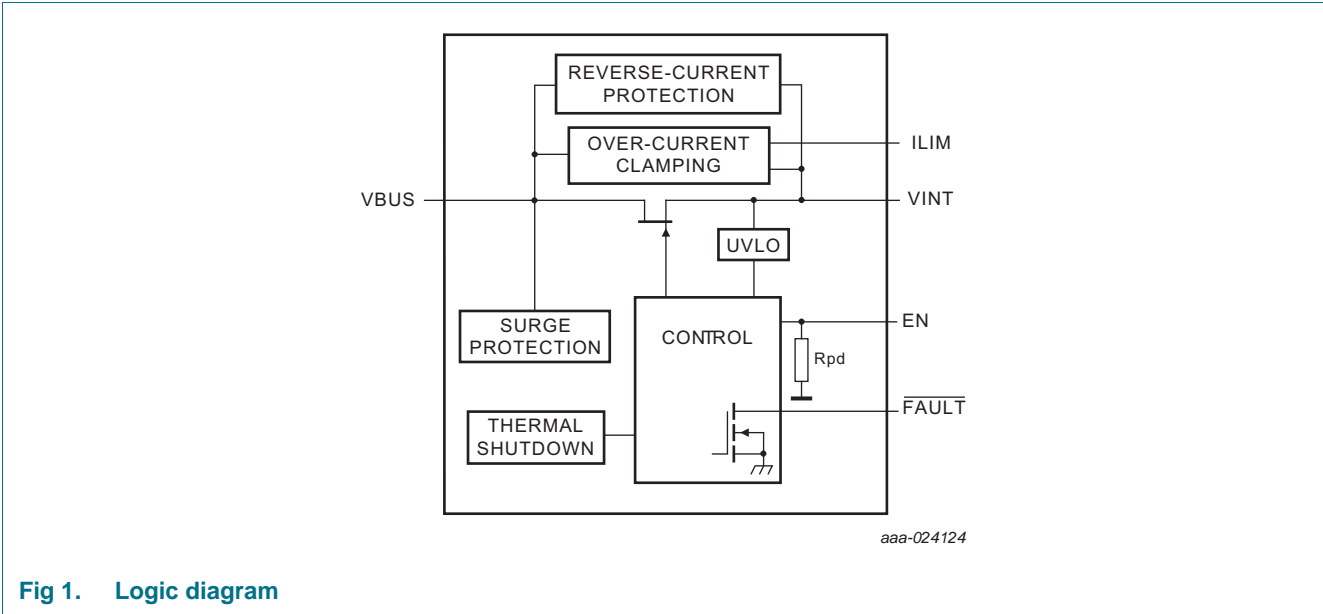 REVERSE-CURRENT
PROTECTION
OVER-CURRENT
CLAMPING
ILIM
VBUS
VINT
UVLO
EN
SURGE
PROTECTION
CONTROL
Rpd
FAULT
THERMAL
SHUTDOWN
aaa-024124
Fig 1. Logic diagram